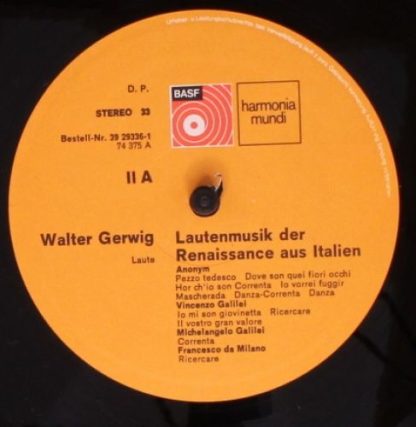 D. P.
BASF
harmonia
mundi
STEREO 33
Bestell-Nr. 39 29336-1
74 375 A
II A
Walter Gerwig
Laute
Lautenmusik der
Renaissance aus Italien
Anonym
Pezzo tedesco Dove son quei fiori occhi
Hor ch'io son Correnta Io vorrei fuggir
Mascherada Danza-Correnta Danza
Vincenzo Galilei
Io mi son giovinetta Ricercare
Il vostro gran valore
Michelangelo Galilei
Correnta
Francesco da Milano
Ricercare